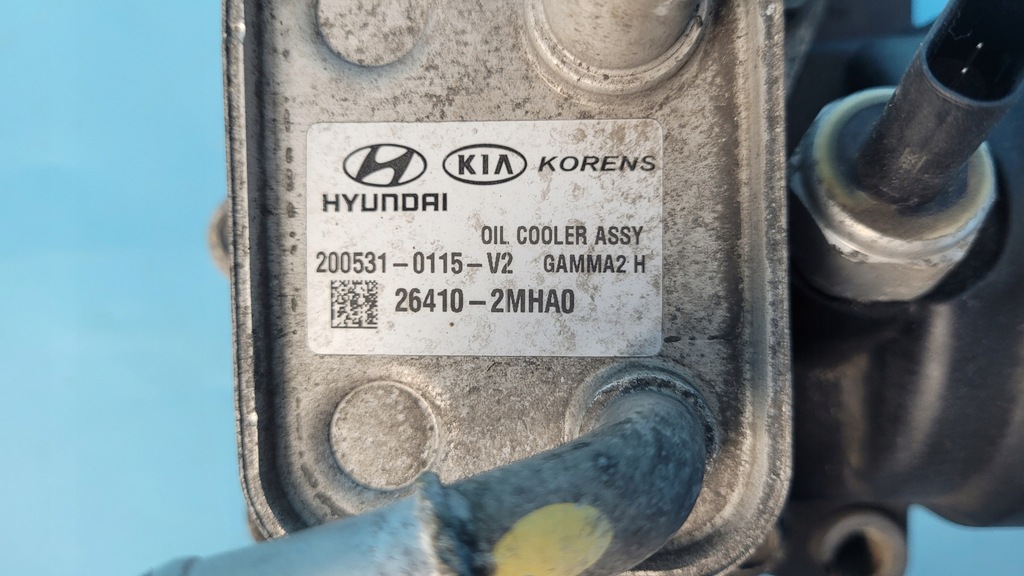 HYUNDAI KIA KORENS
OIL COOLER ASSY
200531-0115-V2 GAMMA2 H
26410-2MHA0